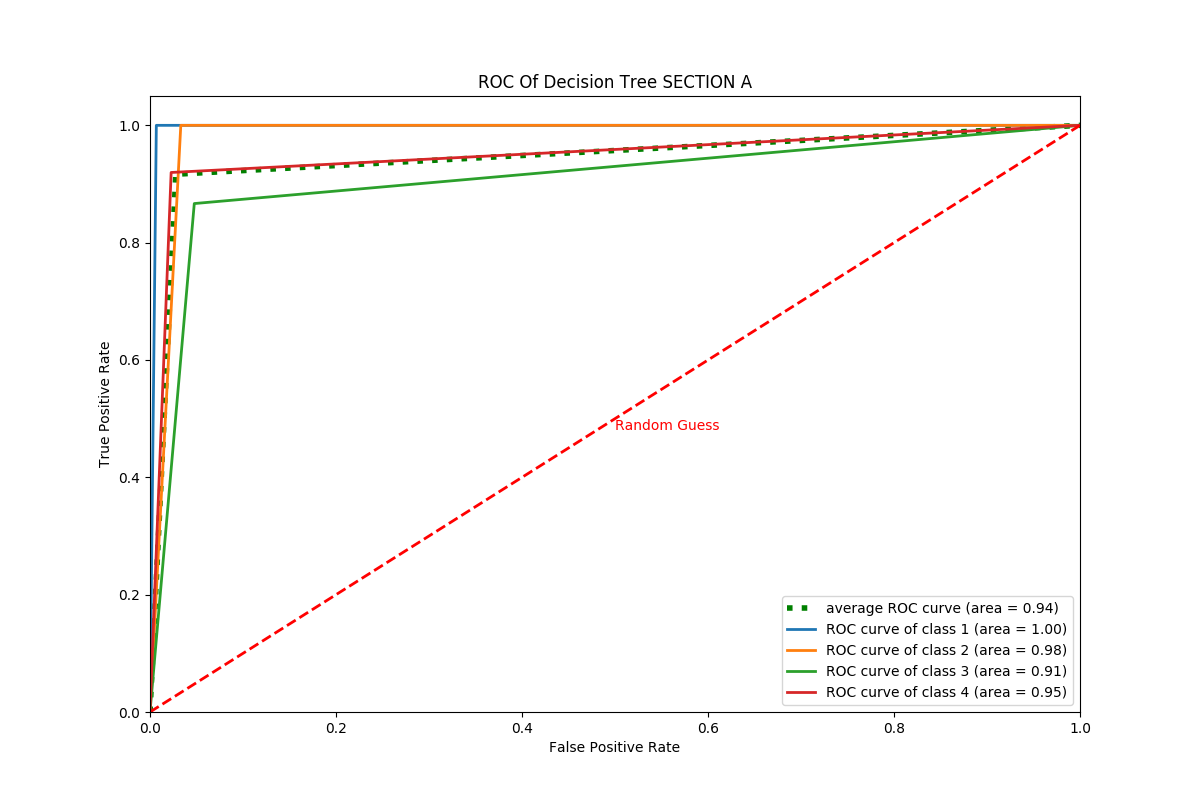 ROC Of Decision Tree SECTION A
True Positive Rate
1.0
0.8
0.6
0.4
0.2
0.0
Random Guess
average ROC curve (area = 0.94)
ROC curve of class 1 (area = 1.00)
ROC curve of class 2 (area = 0.98)
ROC curve of class 3 (area = 0.91)
ROC curve of class 4 (area = 0.95)
0.0 0.2 0.4 0.6 0.8 1.0
False Positive Rate